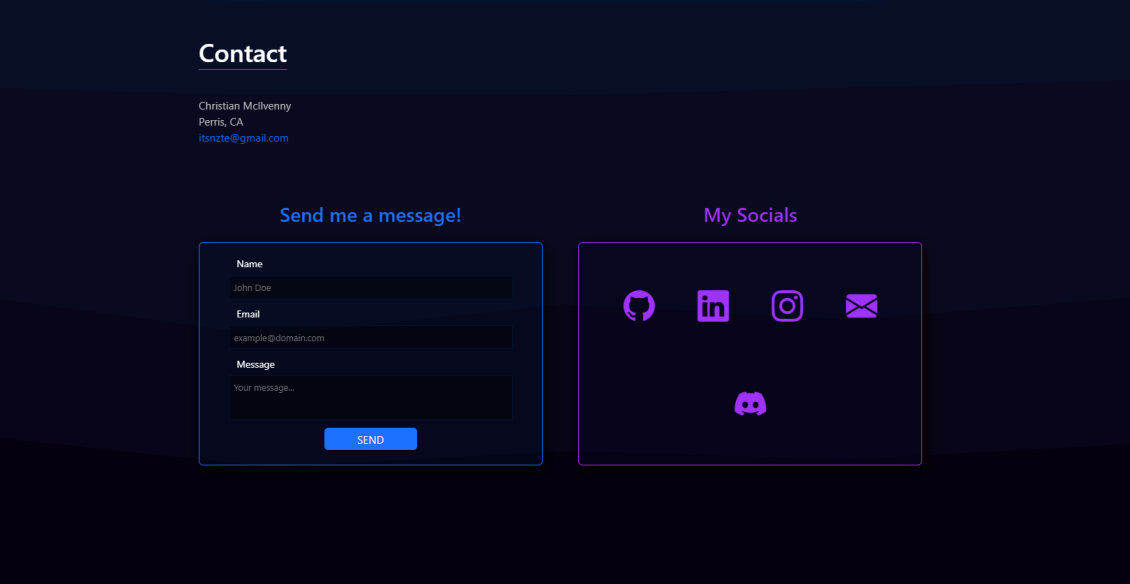 Contact
Christian McIlvenny
Perris, CA
itsnzte@gmail.com
Send me a message!
Name
John Doe
Email
example@domain.com
Message
Your message...
SEND
My Socials
in